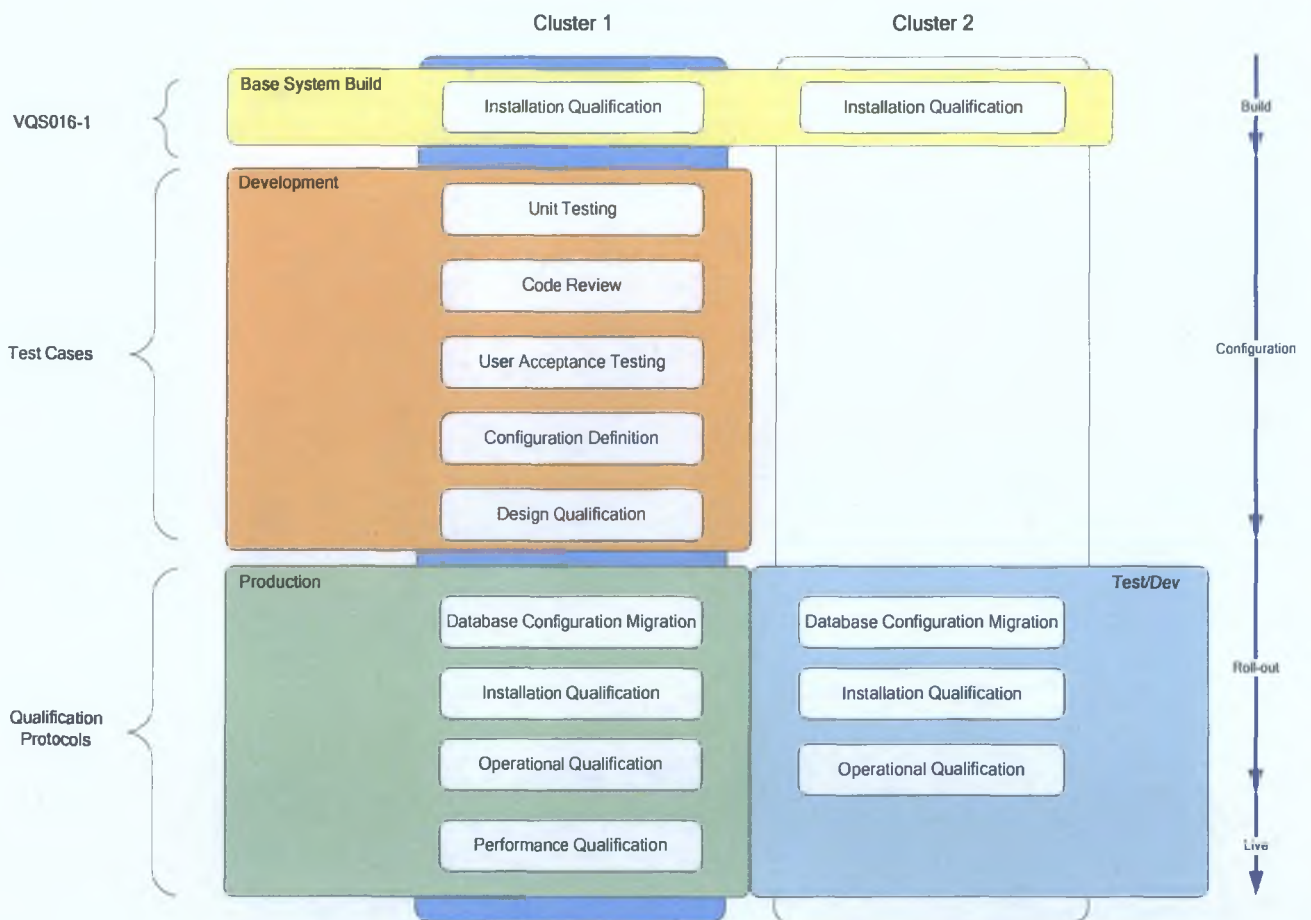 Cluster 1
Cluster 2
Base System Build
Installation Qualification
Installation Qualification
VQS016-1
Build
Development
Unit Testing
Code Review
Test Cases
User Acceptance Testing
Configuration
Configuration Definition
Design Qualification
Production
Test/Dev
Database Configuration Migration
Database Configuration Migration
Roll-out
Installation Qualification
Installation Qualification
Qualification
Protocols
Operational Qualification
Operational Qualification
Performance Qualification
Live